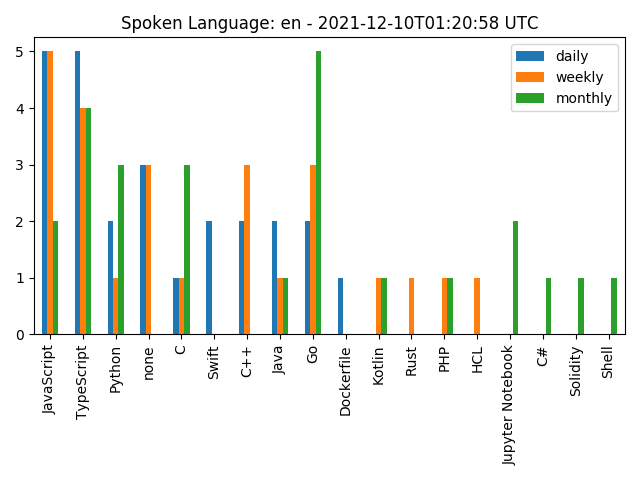 Spoken Language: en - 2021-12-10T01:20:58 UTC
daily
weekly
monthly
5
4
3
2
1
0
JavaScript
TypeScript
Python
none
C
Swift
C++
Java
Go
Dockerfile
Kotlin
Rust
PHP
HCL
Jupyter Notebook
C#
Solidity
Shell